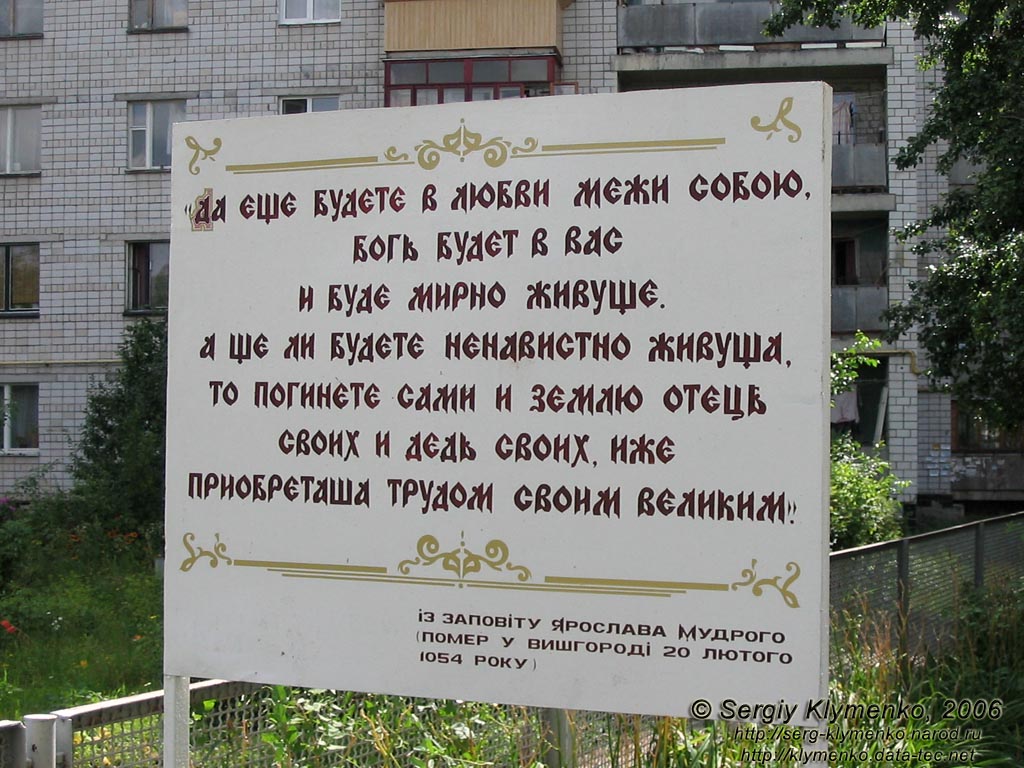 «ДА ЕЩЕ БУДЕТЕ В ЛЮБВИ МЕЖИ СОБОЮ,
БОГЬ БУДЕТ В ВАС
И БУДЕ МИРНО ЖИВУЩЕ.
А ЩЕ ЛИ БУДЕТЕ НЕНАВИСТНО ЖИВУЩА,
ТО ПОГИНЕТЕ САМИ И ЗЕМЛЮ ОТЕЦЬ
СВОИХ И ДЕДЬ СВОИХ, ИЖЕ
ПРИОБРЕТАША ТРУДОМ СВОИМ ВЕЛИКИМ».
ІЗ ЗАПОВІТУ ЯРОСЛАВА МУДРОГО
(ПОМЕР У ВИШГОРОДІ 20 ЛЮТОГО
1054 РОКУ)
© Sergiy Klymenko, 2006
http://serg-klymenko.narod.ru
http://klymenko.data-tec.net